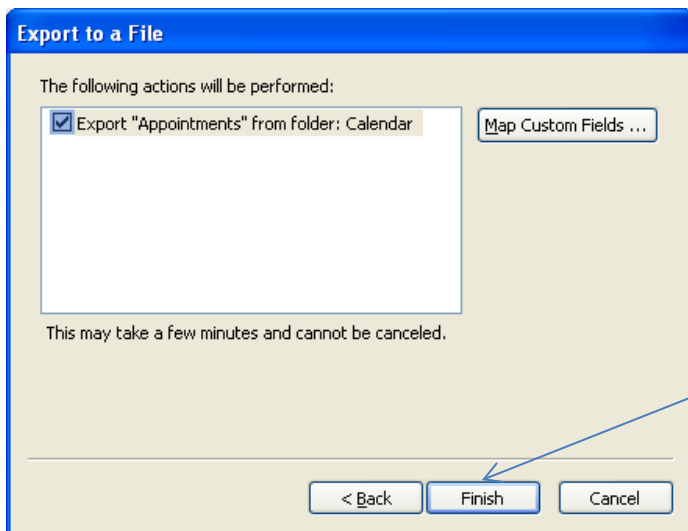 Export to a File
The following actions will be performed:
Export "Appointments" from folder: Calendar
Map Custom Fields ...
This may take a few minutes and cannot be canceled.
< Back
Finish
Cancel